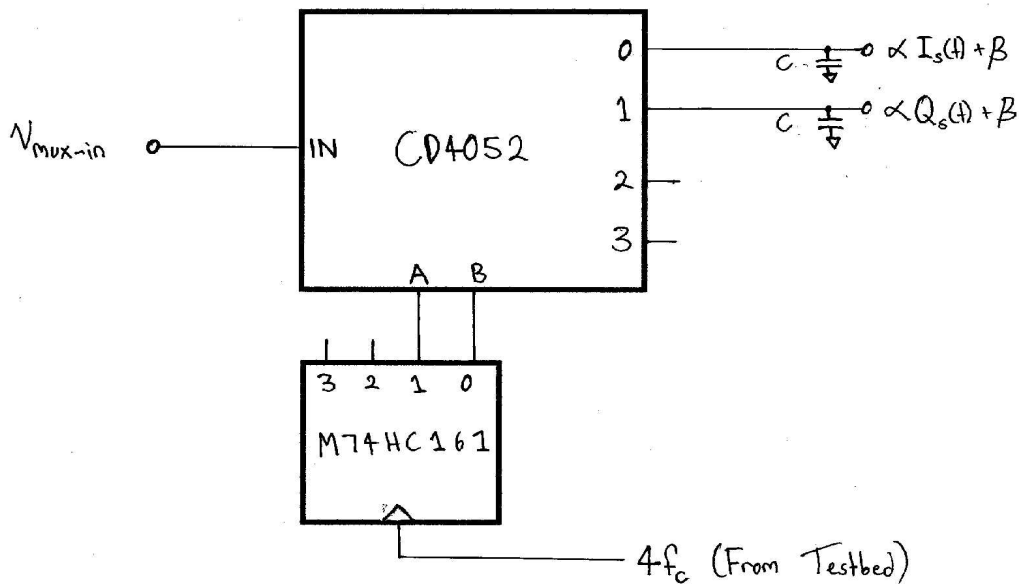 0
C
α I_s(t) + β
1
C
α Q_s(t) + β
V_mux-in
IN
CD4052
2
3
A B
3 2 1 0
M74HC161
4f_c (From Testbed)